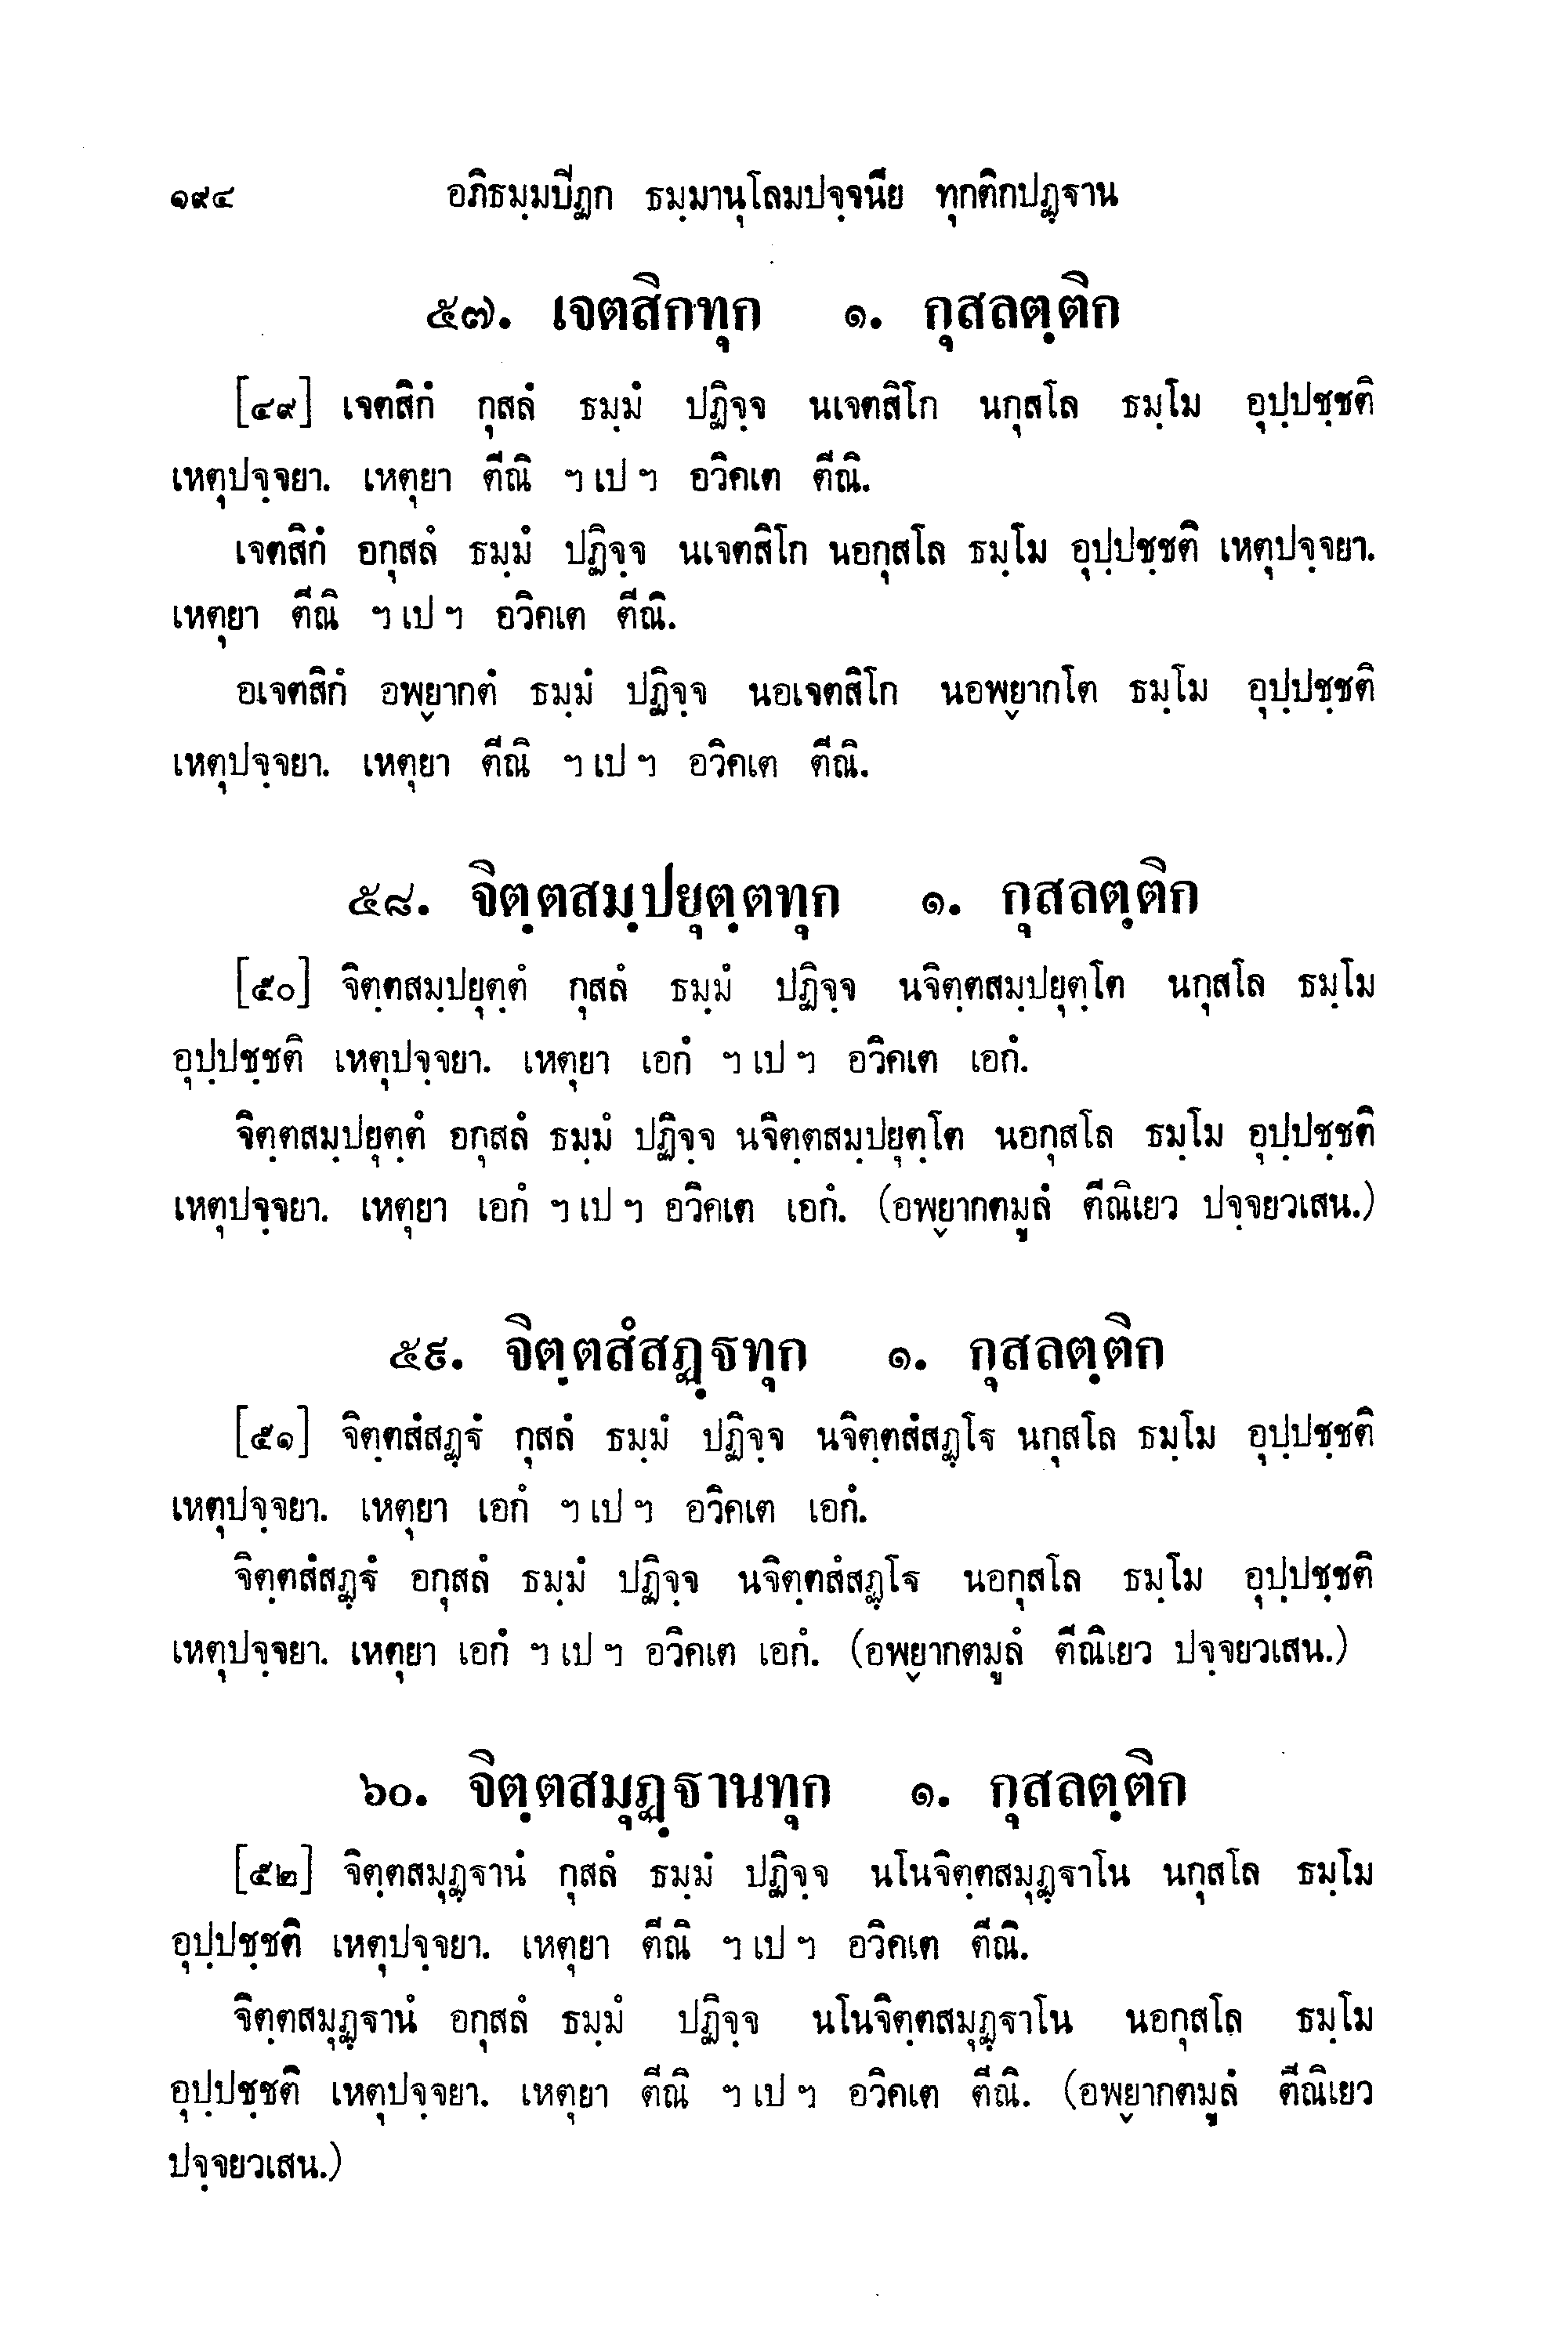 ๑๙๔ อภิธมฺมปีฏก ธมฺมานุโลมปจฺจนีย ทุกติกปฏฺฐาน
๕๗. เจตสิกทุก ๑. กุสลตฺติก
[๔๙] เจตสิกํ กุสลํ ธมฺมํ ปฏิจฺจ นเจตสิโก นกุสโล ธมฺโม อุปฺปชฺชติ
เหตุปจฺจยา. เหตุยา ตีณิ ฯ เป ฯ อวิคเต ตีณิ.
เจตสิกํ อกุสลํ ธมฺมํ ปฏิจฺจ นเจตสิโก นอกุสโล ธมฺโม อุปฺปชฺชติ เหตุปจฺจยา.
เหตุยา ตีณิ ฯ เป ฯ อวิคเต ตีณิ.
อเจตสิกํ อพฺยากตํ ธมฺมํ ปฏิจฺจ นอเจตสิโก นอพฺยากโต ธมฺโม อุปฺปชฺชติ
เหตุปจฺจยา. เหตุยา ตีณิ ฯ เป ฯ อวิคเต ตีณิ.
๕๘. จิตฺตสมฺปยุตฺตทุก ๑. กุสลตฺติก
[๕๐] จิตฺตสมฺปยุตฺตํ กุสลํ ธมฺมํ ปฏิจฺจ นจิตฺตสมฺปยุตฺโต นกุสโล ธมฺโม
อุปฺปชฺชติ เหตุปจฺจยา. เหตุยา เอกํ ฯ เป ฯ อวิคเต เอกํ.
จิตฺตสมฺปยุตฺตํ อกุสลํ ธมฺมํ ปฏิจฺจ นจิตฺตสมฺปยุตฺโต นอกุสโล ธมฺโม อุปฺปชฺชติ
เหตุปจฺจยา. เหตุยา เอกํ ฯ เป ฯ อวิคเต เอกํ. (อพฺยากตมูลํ ตีณิเยว ปจฺจยวเสน.)
๕๙. จิตฺตสํสฏฺฐทุก ๑. กุสลตฺติก
[๕๑] จิตฺตสํสฏฺฐํ กุสลํ ธมฺมํ ปฏิจฺจ นจิตฺตสํสฏฺโฐ นกุสโล ธมฺโม อุปฺปชฺชติ
เหตุปจฺจยา. เหตุยา เอกํ ฯ เป ฯ อวิคเต เอกํ.
จิตฺตสํสฏฺฐํ อกุสลํ ธมฺมํ ปฏิจฺจ นจิตฺตสํสฏฺโฐ นอกุสโล ธมฺโม อุปฺปชฺชติ
เหตุปจฺจยา. เหตุยา เอกํ ฯ เป ฯ อวิคเต เอกํ. (อพฺยากตมูลํ ตีณิเยว ปจฺจยวเสน.)
๖๐. จิตฺตสมุฏฺฐานทุก ๑. กุสลตฺติก
[๕๒] จิตฺตสมุฏฺฐานํ กุสลํ ธมฺมํ ปฏิจฺจ นโนจิตฺตสมุฏฺฐาโน นกุสโล ธมฺโม
อุปฺปชฺชติ เหตุปจฺจยา. เหตุยา ตีณิ ฯ เป ฯ อวิคเต ตีณิ.
จิตฺตสมุฏฺฐานํ อกุสลํ ธมฺมํ ปฏิจฺจ นโนจิตฺตสมุฏฺฐาโน นอกุสโล ธมฺโม
อุปฺปชฺชติ เหตุปจฺจยา. เหตุยา ตีณิ ฯ เป ฯ อวิคเต ตีณิ. (อพฺยากตมูลํ ตีณิเยว
ปจฺจยวเสน.)